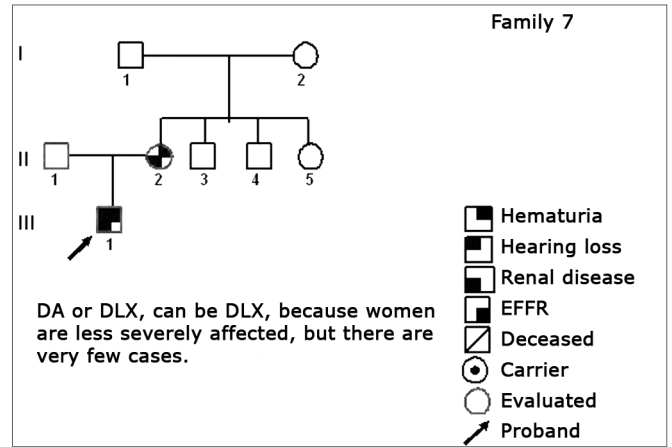 Family 7
I
1
2
II
1
2
3
4
5
III
1
Hematuria
Hearing loss
Renal disease
EFFR
Deceased
Carrier
Evaluated
Proband
DA or DLX, can be DLX, because women
are less severely affected, but there are
very few cases.